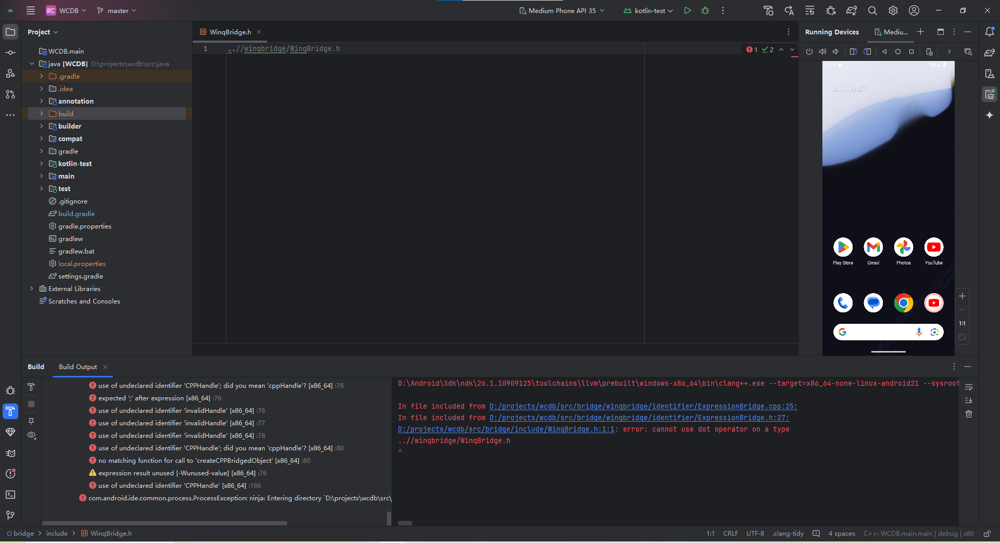 WC WCDB master Medium Phone API 35 kotlin-test
Project
WinqBridge.h
Running Devices Mediu...
1 ..//winqbridge/WinqBridge.h 1 2
WCDB.main
java [WCDB] D:\projects\wcdb\src\java
.gradle
.idea
annotation
build
builder
compat
gradle
kotlin-test
main
test
.gitignore
build.gradle
gradle.properties
gradlew
gradlew.bat
local.properties
settings.gradle
External Libraries
Scratches and Consoles
3G
Sun, Oct 27
Play Store Gmail Photos YouTube
1:1
Build Build Output
use of undeclared identifier 'CPPHandle'; did you mean 'cppHandle'? [x86_64] :76
expected ';' after expression [x86_64] :76
use of undeclared identifier 'invalidHandle' [x86_64] :76
use of undeclared identifier 'invalidHandle' [x86_64] :77
use of undeclared identifier 'invalidHandle' [x86_64] :78
use of undeclared identifier 'CPPHandle'; did you mean 'cppHandle'? [x86_64] :80
no matching function for call to 'createCPPBridgedObject' [x86_64] :80
expression result unused [-Wunused-value] [x86_64] :76
use of undeclared identifier 'CPPHandle' [x86_64] :166
com.android.ide.common.process.ProcessException: ninja: Entering directory `D:\projects\wcdb\src\
D:\Android\Sdk\ndk\26.1.10909125\toolchains\llvm\prebuilt\windows-x86_64\bin\clang++.exe --target=x86_64-none-linux-android21 --sysroot
In file included from D:/projects/wcdb/src/bridge/winqbridge/identifier/ExpressionBridge.cpp:25:
In file included from D:/projects/wcdb/src/bridge/winqbridge/identifier/ExpressionBridge.h:27:
D:/projects/wcdb/src/bridge/include/WinqBridge.h:1:1: error: cannot use dot operator on a type
..//winqbridge/WinqBridge.h
^
bridge > include > WinqBridge.h
1:1 CRLF UTF-8 .clang-tidy 4 spaces C++: WCDB.main.main | debug | x86